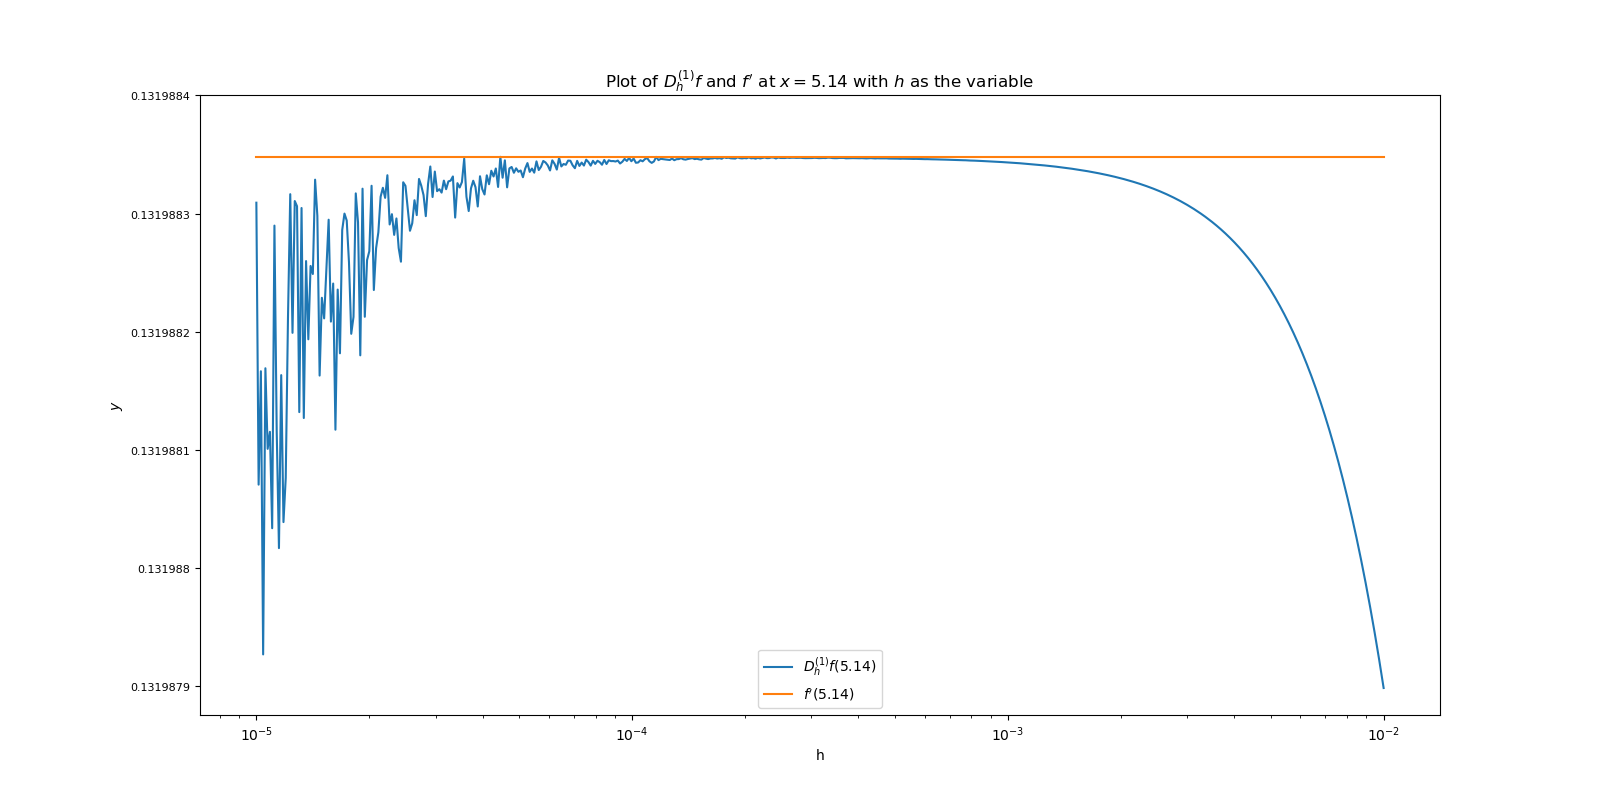 Plot of $D_h^{(1)}f$ and $f'$ at $x = 5.14$ with $h$ as the variable
0.1319884
0.1319883
0.1319882
0.1319881
0.131988
0.1319879
y
$10^{-5}$
$10^{-4}$
$10^{-3}$
$10^{-2}$
h
$D_h^{(1)}f(5.14)$
$f'(5.14)$